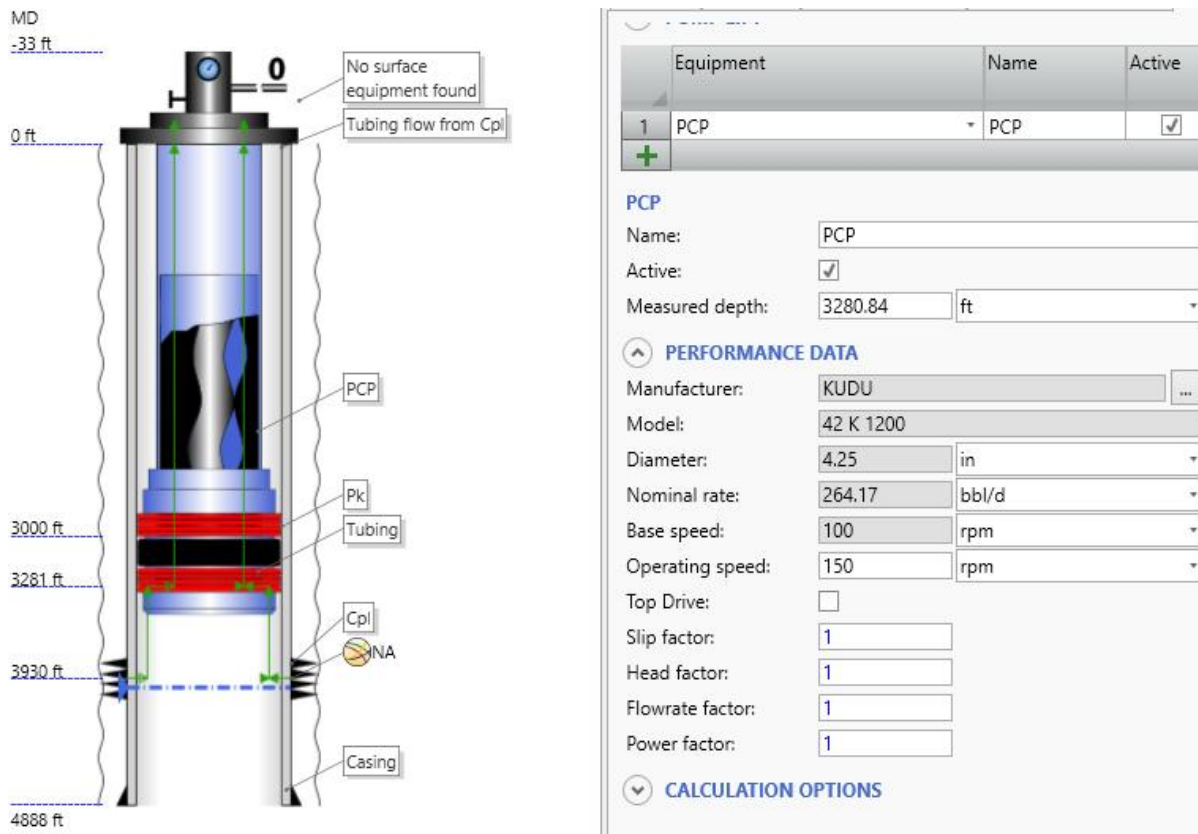 MD
-33 ft
0
No surface
equipment found
Tubing flow from Cpl
0 ft
PCP
Pk
3000 ft
Tubing
3281 ft
Cpl
NA
3930 ft
Casing
4888 ft
Equipment Name Active
1 PCP PCP
PCP
Name: PCP
Active:
Measured depth: 3280.84 ft
PERFORMANCE DATA
Manufacturer: KUDU ...
Model: 42 K 1200
Diameter: 4.25 in
Nominal rate: 264.17 bbl/d
Base speed: 100 rpm
Operating speed: 150 rpm
Top Drive:
Slip factor: 1
Head factor: 1
Flowrate factor: 1
Power factor: 1
CALCULATION OPTIONS